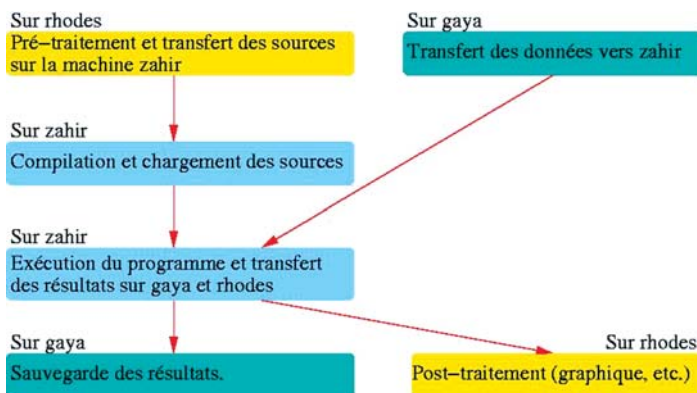 Sur rhodes
Pré–traitement et transfert des sources
sur la machine zahir
Sur gaya
Transfert des données vers zahir
Sur zahir
Compilation et chargement des sources
Sur zahir
Exécution du programme et transfert
des résultats sur gaya et rhodes
Sur gaya
Sauvegarde des résultats.
Sur rhodes
Post–traitement (graphique, etc.)